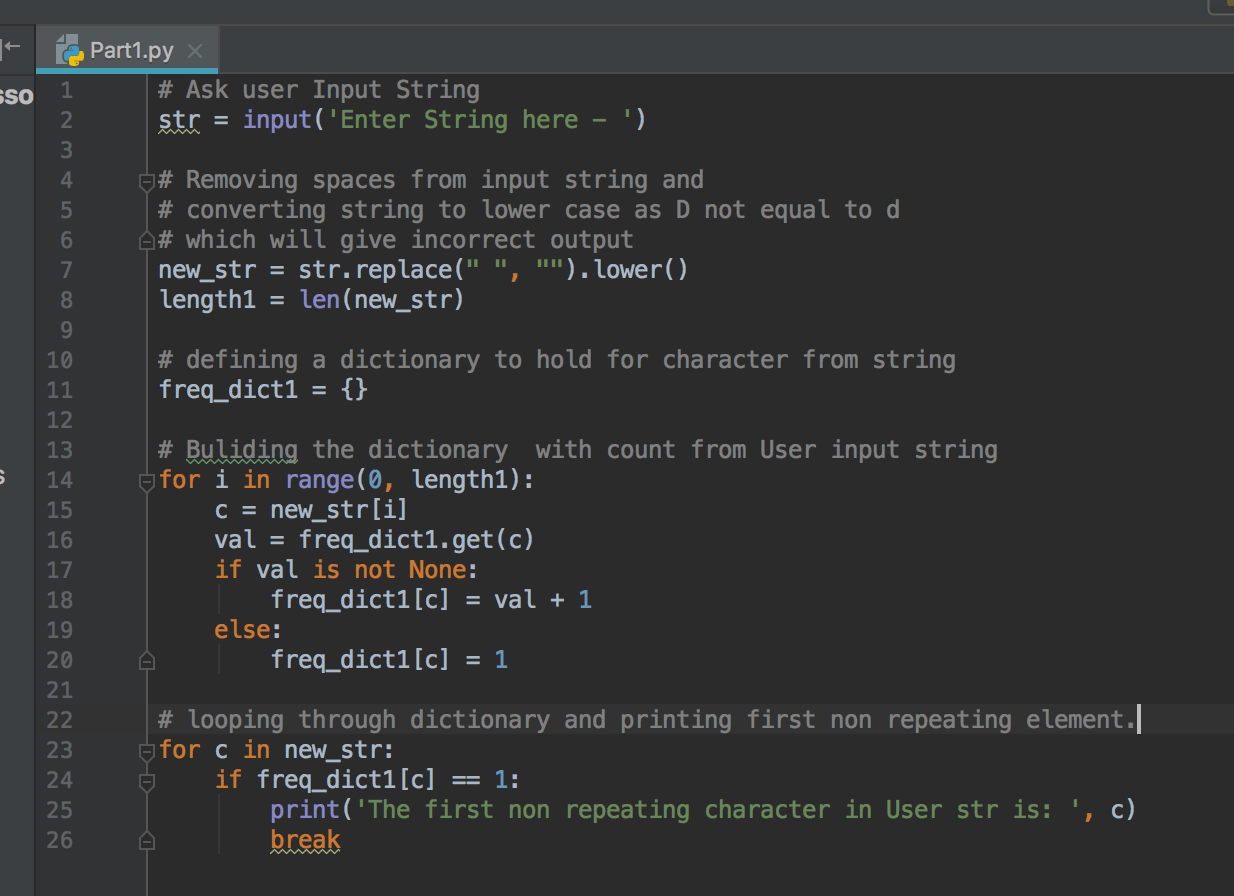 Part1.py
sso
1 # Ask user Input String
2 str = input('Enter String here - ')
3
4 # Removing spaces from input string and
5 # converting string to lower case as D not equal to d
6 # which will give incorrect output
7 new_str = str.replace(" ", "").lower()
8 length1 = len(new_str)
9
10 # defining a dictionary to hold for character from string
11 freq_dict1 = {}
12
13 # Buliding the dictionary  with count from User input string
s
14 for i in range(0, length1):
15     c = new_str[i]
16     val = freq_dict1.get(c)
17     if val is not None:
18         freq_dict1[c] = val + 1
19     else:
20         freq_dict1[c] = 1
21
22 # looping through dictionary and printing first non repeating element.
23 for c in new_str:
24     if freq_dict1[c] == 1:
25         print('The first non repeating character in User str is: ', c)
26         break